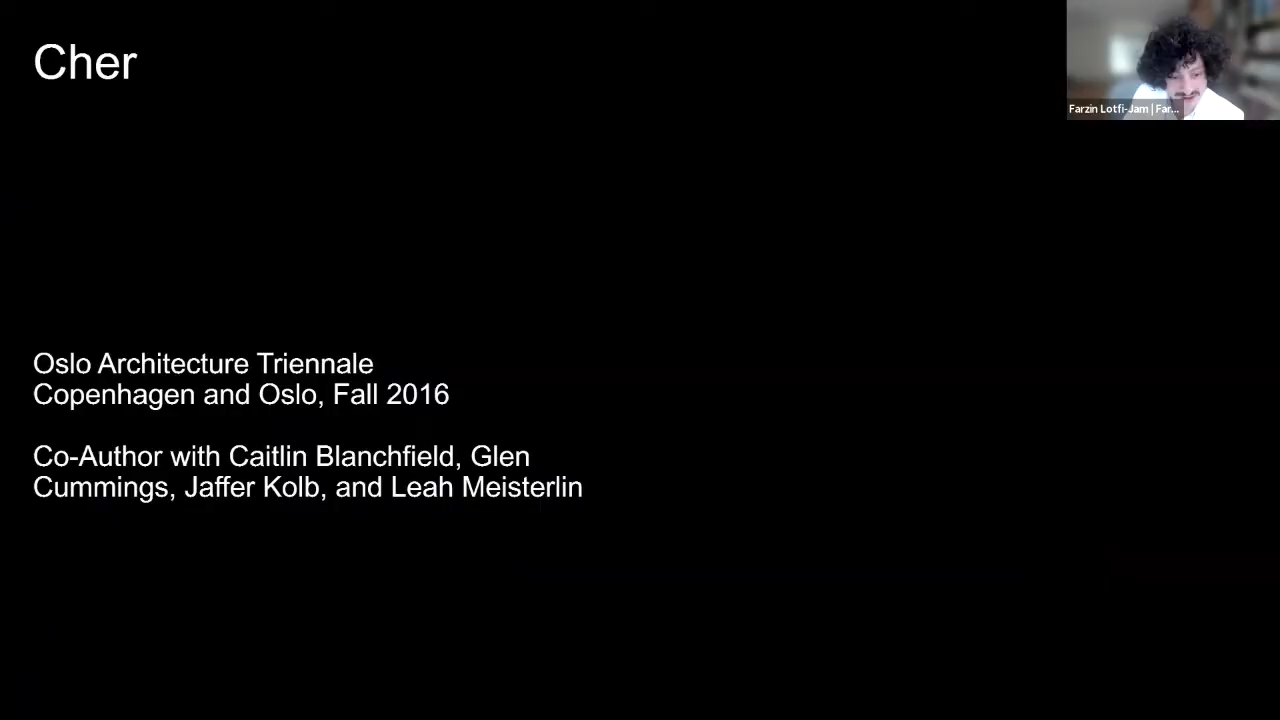 Cher
Farzin Lotfi-Jam | Far...
Oslo Architecture Triennale
Copenhagen and Oslo, Fall 2016
Co-Author with Caitlin Blanchfield, Glen
Cummings, Jaffer Kolb, and Leah Meisterlin